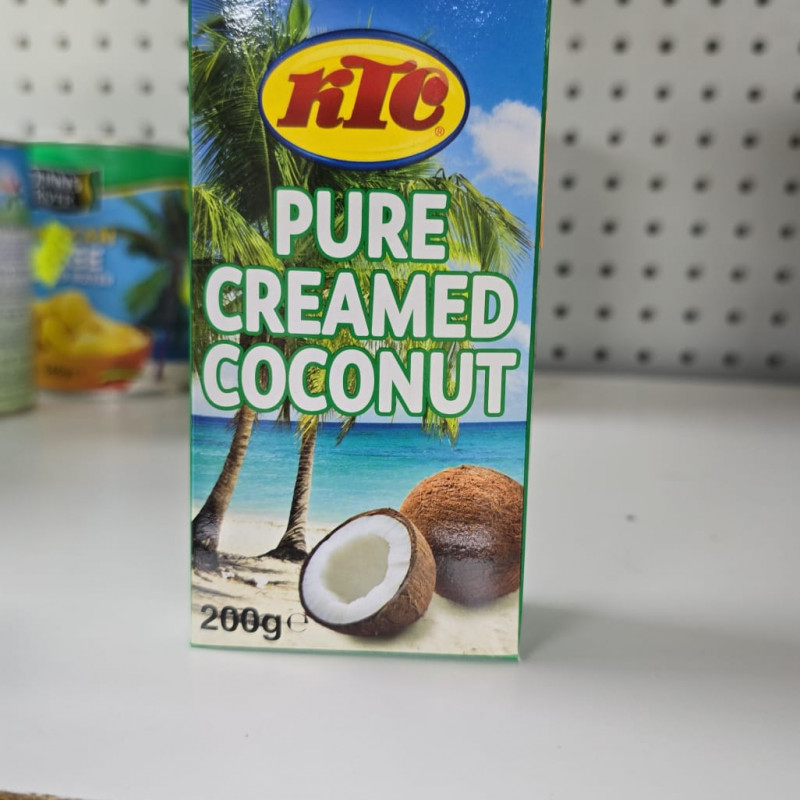 KTC
®
PURE
CREAMED
COCONUT
200g ℮